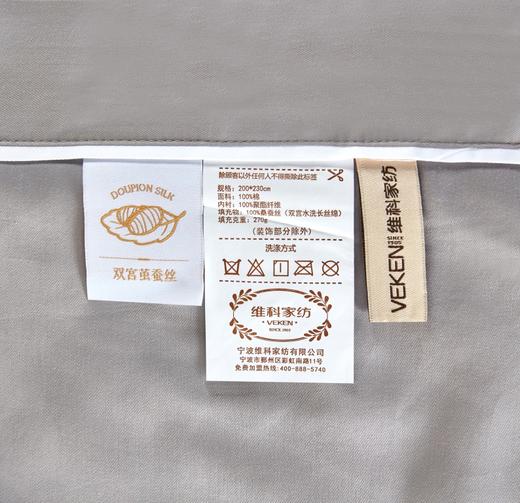 DOUPION SILK
双宫茧蚕丝
除顾客以外任何人不得撕除此标签
规格：200*230cm
面料：100%棉
内衬：100%聚酯纤维
填充物：100%桑蚕丝（双宫水洗长丝绵）
填充克重：270g
（装饰部分除外）
洗涤方式
维科家纺
· VEKEN ·
SINCE 1905
宁波维科家纺有限公司
宁波市区彩虹南路11号
免费加盟热线：400-888-5740
VEKEN 维科家纺
SINCE
1905